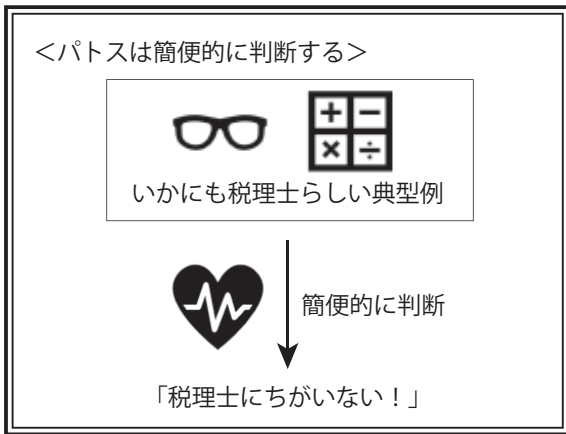 ＜パトスは簡便的に判断する＞
+ −
× ÷
いかにも税理士らしい典型例
簡便的に判断
「税理士にちがいない！」